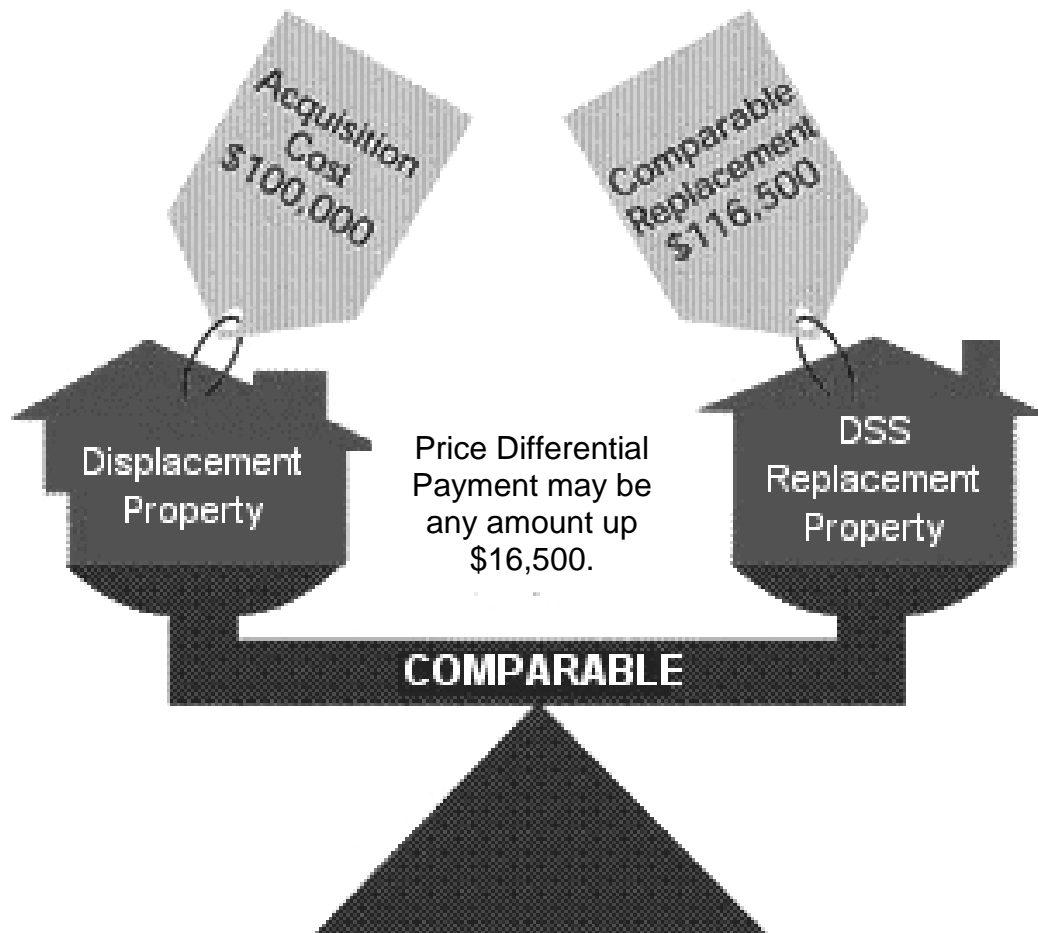 Acquisition
Cost
$100,000
Comparable
Replacement
$116,500
Displacement
Property
Price Differential
Payment may be
any amount up
$16,500.
DSS
Replacement
Property
COMPARABLE